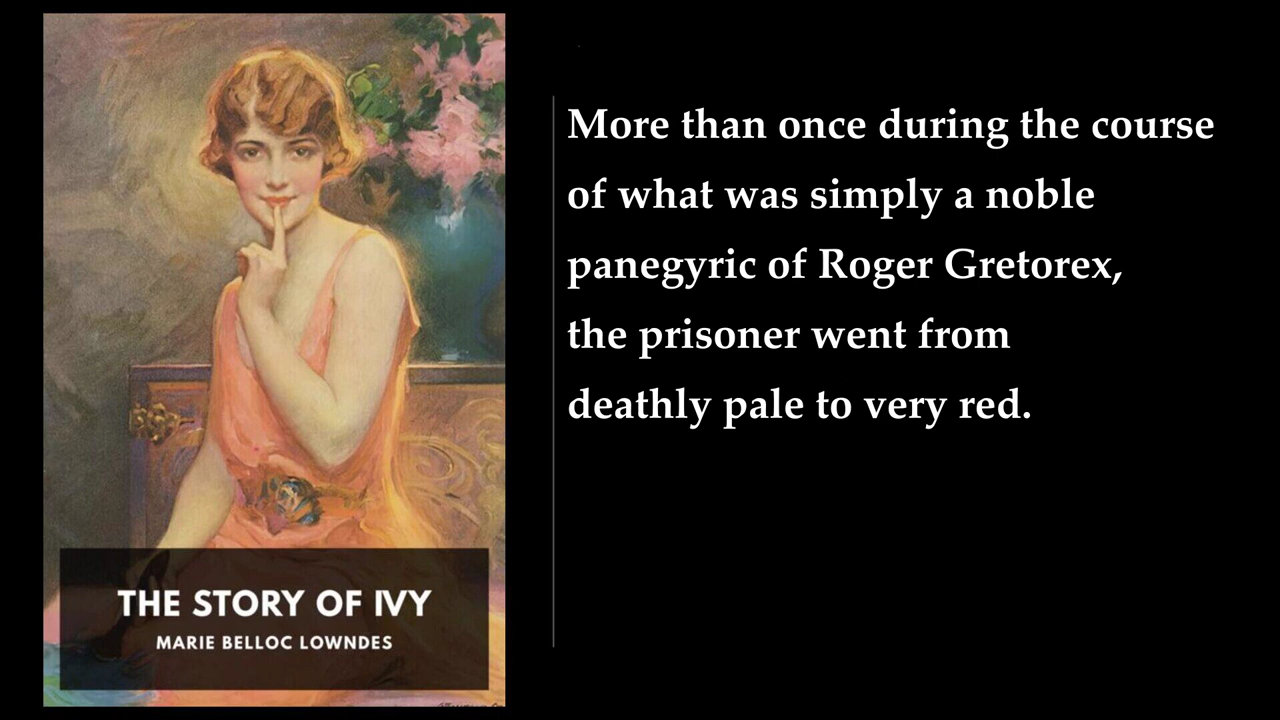 More than once during the course
of what was simply a noble
panegyric of Roger Gretorex,
the prisoner went from
deathly pale to very red.
THE STORY OF IVY
MARIE BELLOC LOWNDES